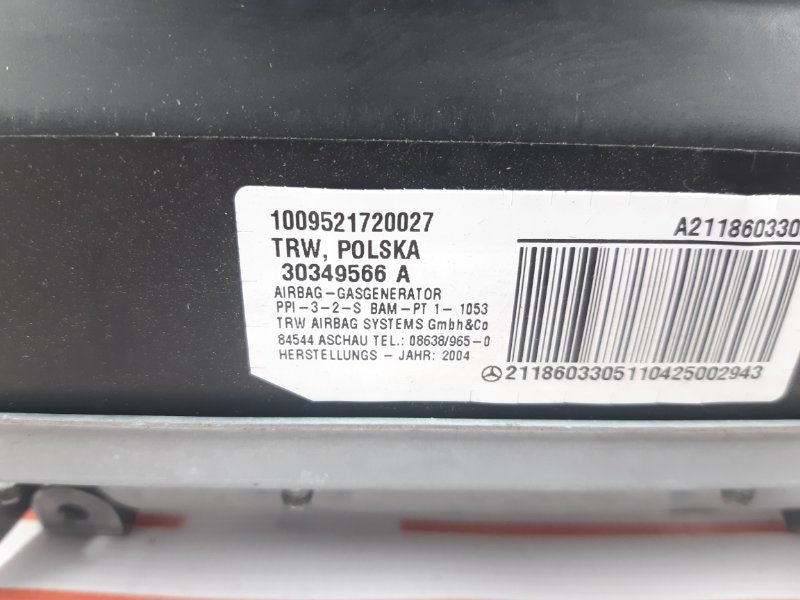 1009521720027
TRW, POLSKA
30349566 A
AIRBAG-GASGENERATOR
PPI-3-2-S BAM-PT 1- 1053
TRW AIRBAG SYSTEMS Gmbh&Co
84544 ASCHAU TEL.: 08638/965-0
HERSTELLUNGS - JAHR: 2004
A211860330
2118603305110425002943